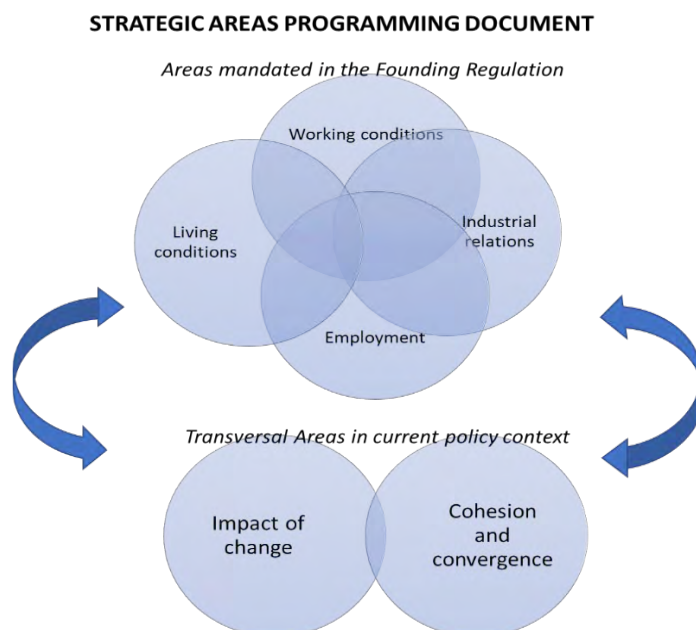 STRATEGIC AREAS PROGRAMMING DOCUMENT
Areas mandated in the Founding Regulation
Working conditions
Living
conditions
Industrial
relations
Employment
Transversal Areas in current policy context
Impact of
change
Cohesion
and
convergence